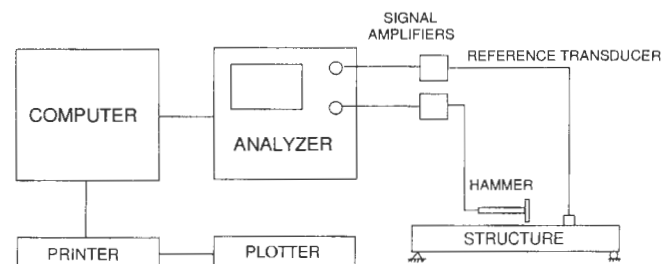 SIGNAL
AMPLIFIERS
REFERENCE TRANSDUCER
COMPUTER
ANALYZER
HAMMER
STRUCTURE
PRINTER
PLOTTER